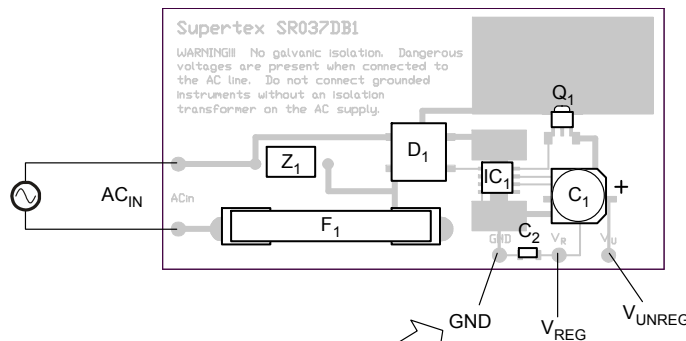 Supertex SR037DB1
WARNING!!! No galvanic isolation. Dangerous
voltages are present when connected to
the AC line. Do not connect grounded
instruments without an isolation
transformer on the AC supply.
Q1
D1
Z1
IC1
C1
+
ACIN
ACin
F1
GND
C2
VR
VU
GND
VREG
VUNREG